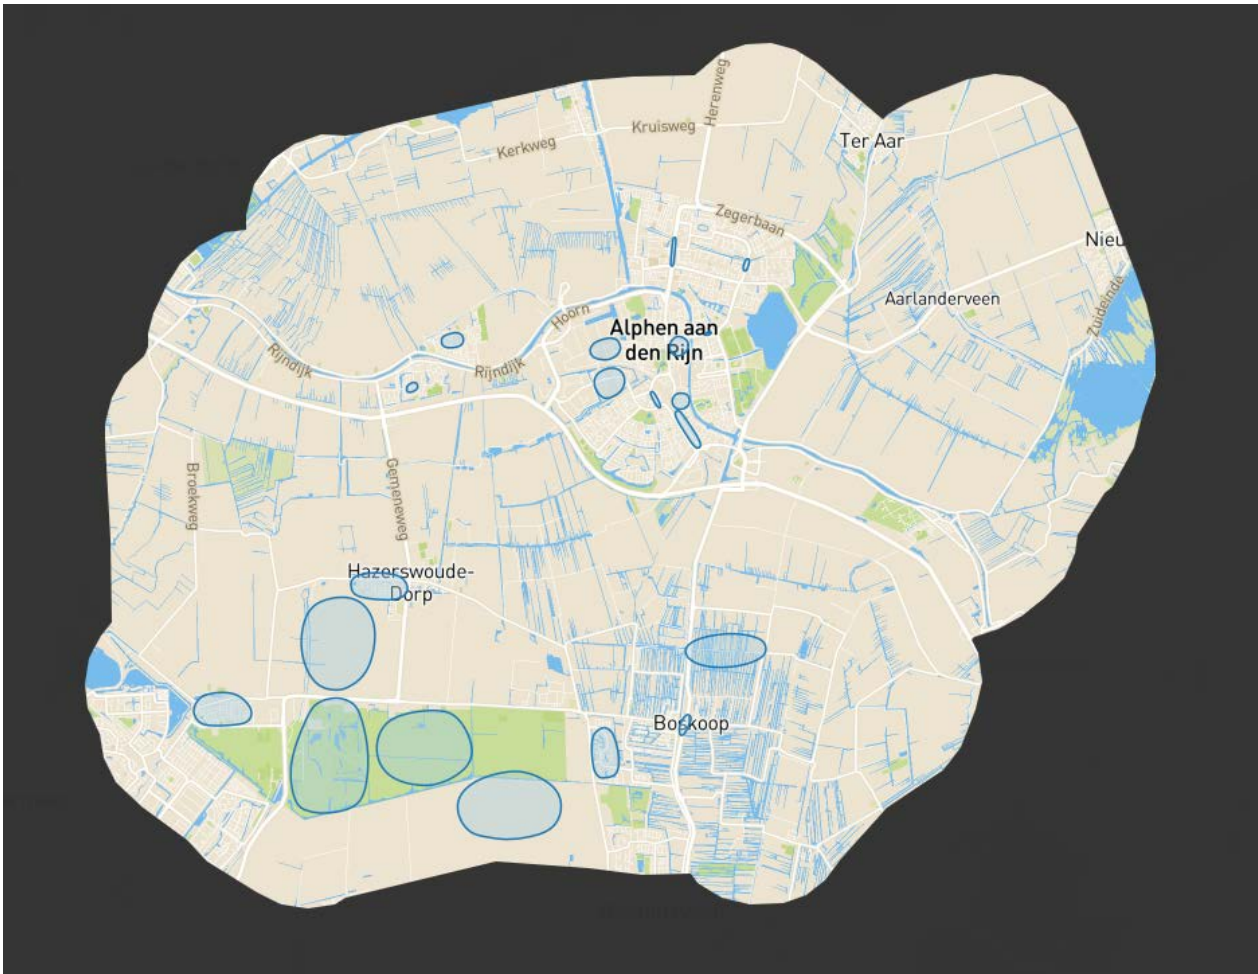 Herenweg
Kruisweg
Kerkweg
Ter Aar
Zegerbaan
Nieu
Aarlanderveen
Zuideinde
Hoorn
Alphen aan
den Rijn
Rijndijk
Rijndijk
Broekweg
Gemeneweg
Hazerswoude-
Dorp
Boskoop